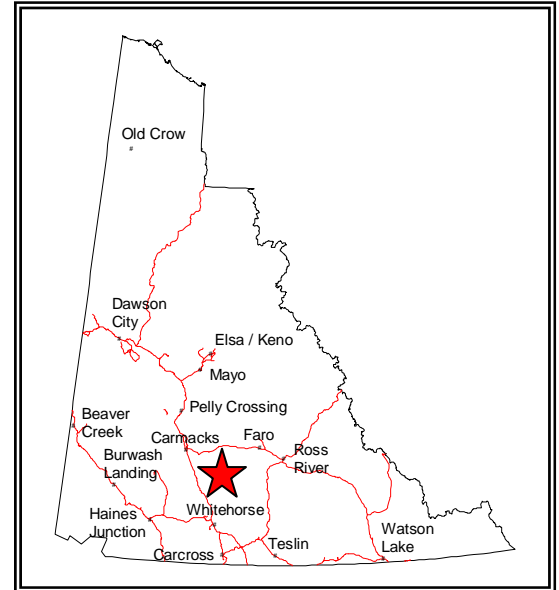 Old Crow
Dawson
City
Elsa / Keno
Mayo
Pelly Crossing
Beaver
Creek
Carmacks
Faro
Ross
River
Burwash
Landing
Haines
Junction
Whitehorse
Watson
Lake
Teslin
Carcross